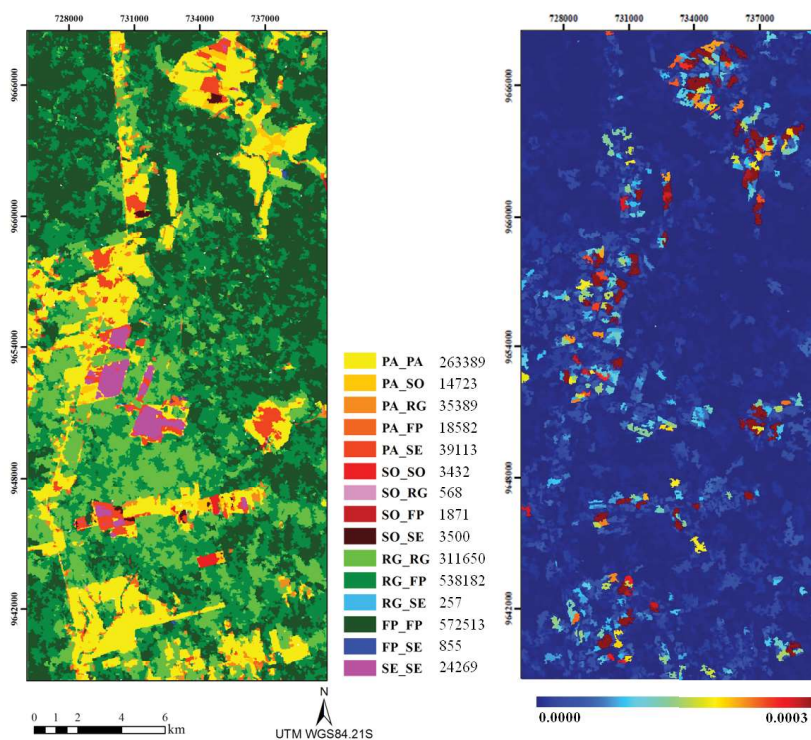 728000 731000 734000 737000
728000 731000 734000 737000
9666000
9660000
9654000
9648000
9642000
9666000
9660000
9654000
9648000
9642000
PA_PA 263389
PA_SO 14723
PA_RG 35389
PA_FP 18582
PA_SE 39113
SO_SO 3432
SO_RG 568
SO_FP 1871
SO_SE 3500
RG_RG 311650
RG_FP 538182
RG_SE 257
FP_FP 572513
FP_SE 855
SE_SE 24269
0 1 2 4 6
km
N
UTM WGS84.21S
0.0000 0.0003